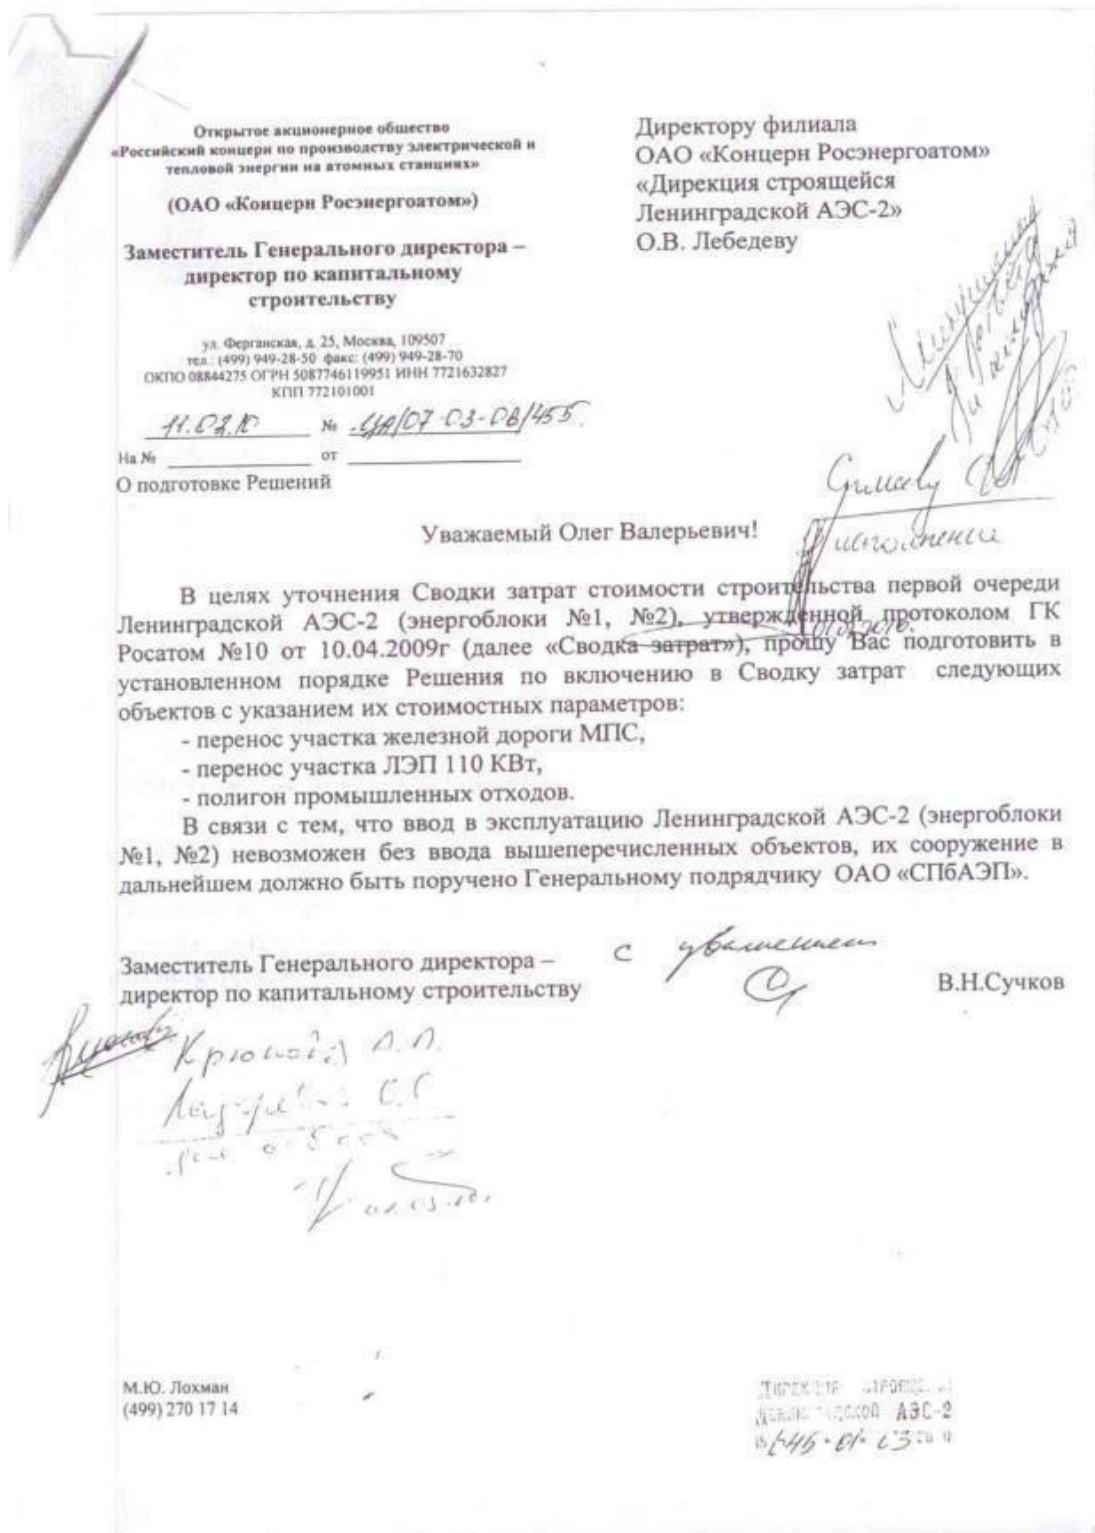 Открытое акционерное общество
«Российский концерн по производству электрической и
тепловой энергии на атомных станциях»
(ОАО «Концерн Росэнергоатом»)
Заместитель Генерального директора –
директор по капитальному
строительству
ул. Ферганская, д. 25, Москва, 109507
тел.: (499) 949-28-50 факс: (499) 949-28-70
ОКПО 08844275 ОГРН 5087746119951 ИНН 7721632827
КПП 772101001
№
На № от
О подготовке Решений
Директору филиала
ОАО «Концерн Росэнергоатом»
«Дирекция строящейся
Ленинградской АЭС-2»
О.В. Лебедеву
Уважаемый Олег Валерьевич!
В целях уточнения Сводки затрат стоимости строительства первой очереди
Ленинградской АЭС-2 (энергоблоки №1, №2), утвержденной протоколом ГК
Росатом №10 от 10.04.2009г (далее «Сводка затрат»), прошу Вас подготовить в
установленном порядке Решения по включению в Сводку затрат следующих
объектов с указанием их стоимостных параметров:
- перенос участка железной дороги МПС,
- перенос участка ЛЭП 110 КВт,
- полигон промышленных отходов.
В связи с тем, что ввод в эксплуатацию Ленинградской АЭС-2 (энергоблоки
№1, №2) невозможен без ввода вышеперечисленных объектов, их сооружение в
дальнейшем должно быть поручено Генеральному подрядчику ОАО «СПбАЭП».
с уважением
Заместитель Генерального директора –
директор по капитальному строительству В.Н.Сучков
М.Ю. Лохман
(499) 270 17 14
АЭС-2